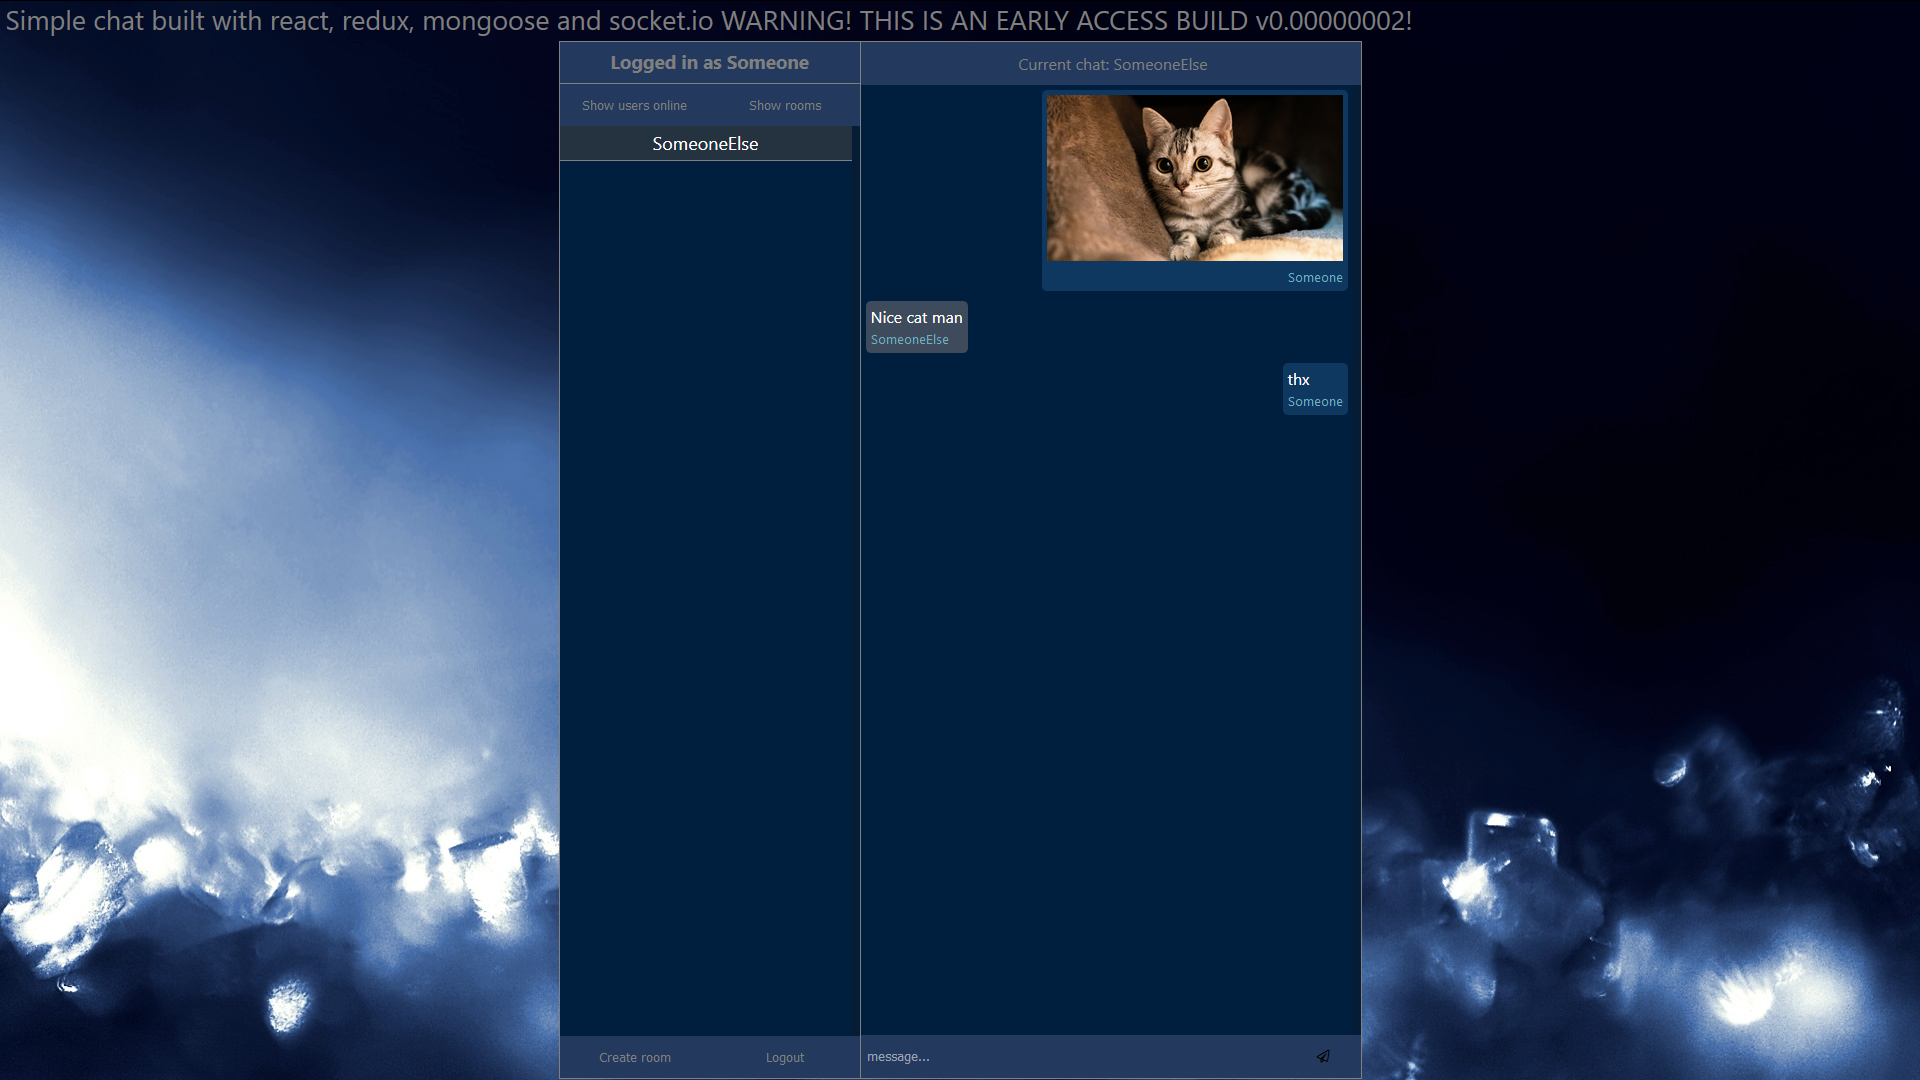 Simple chat built with react, redux, mongoose and socket.io WARNING! THIS IS AN EARLY ACCESS BUILD v0.00000002!
Logged in as Someone
Show users online
Show rooms
SomeoneElse
Create room
Logout
Current chat: SomeoneElse
Someone
Nice cat man
SomeoneElse
thx
Someone
message...